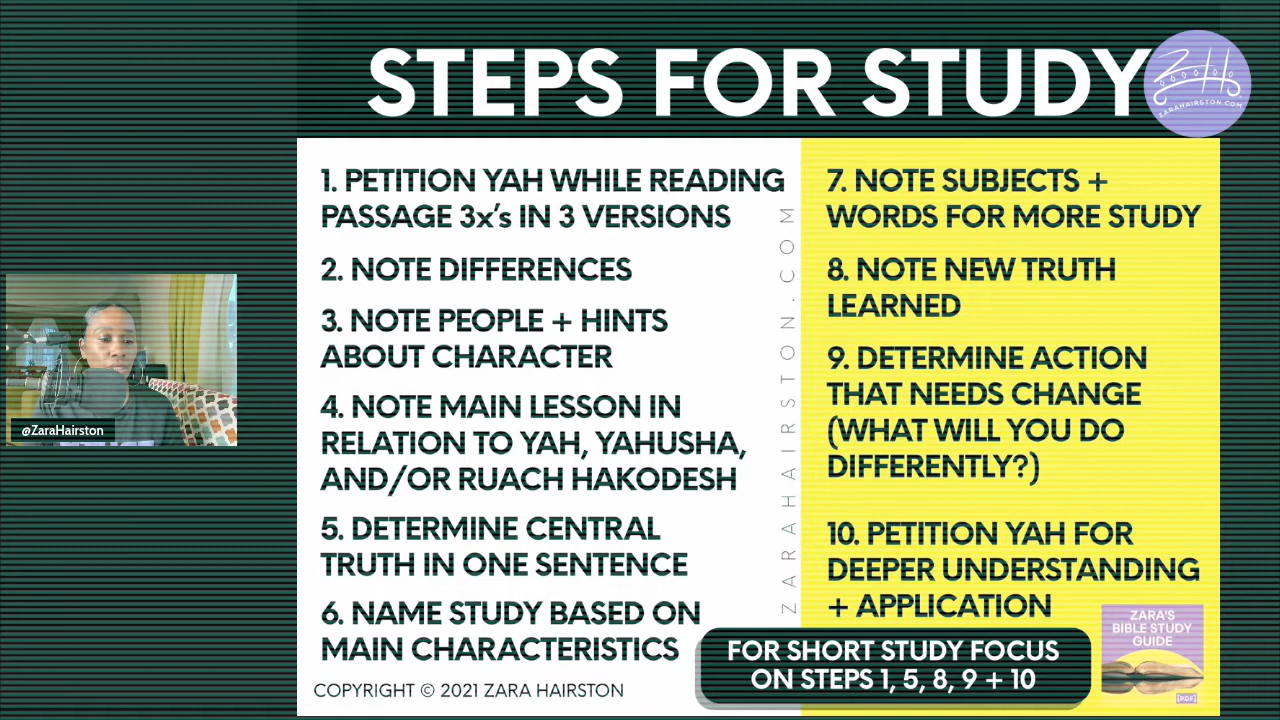 STEPS FOR STUDY
ZH
ZARAHAIRSTON.COM
1. PETITION YAH WHILE READING
PASSAGE 3x's IN 3 VERSIONS
2. NOTE DIFFERENCES
3. NOTE PEOPLE + HINTS
ABOUT CHARACTER
4. NOTE MAIN LESSON IN
RELATION TO YAH, YAHUSHA,
AND/OR RUACH HAKODESH
5. DETERMINE CENTRAL
TRUTH IN ONE SENTENCE
6. NAME STUDY BASED ON
MAIN CHARACTERISTICS
COPYRIGHT © 2021 ZARA HAIRSTON
ZARAHAIRSTON.COM
7. NOTE SUBJECTS +
WORDS FOR MORE STUDY
8. NOTE NEW TRUTH
LEARNED
9. DETERMINE ACTION
THAT NEEDS CHANGE
(WHAT WILL YOU DO
DIFFERENTLY?)
10. PETITION YAH FOR
DEEPER UNDERSTANDING
+ APPLICATION
FOR SHORT STUDY FOCUS
ON STEPS 1, 5, 8, 9 + 10
ZARA'S
BIBLE STUDY
GUIDE
[PDF]
@ZaraHairston